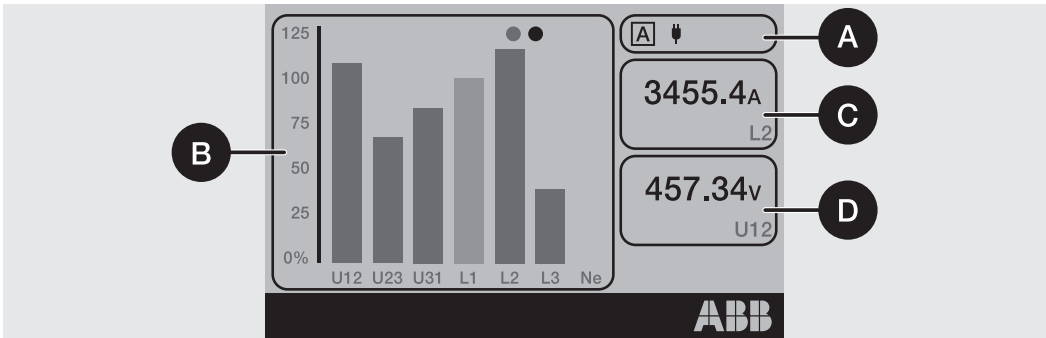 125
100
75
50
25
0%
U12 U23 U31 L1 L2 L3 Ne
A
3455.4A
L2
457.34V
U12
ABB
A
B
C
D